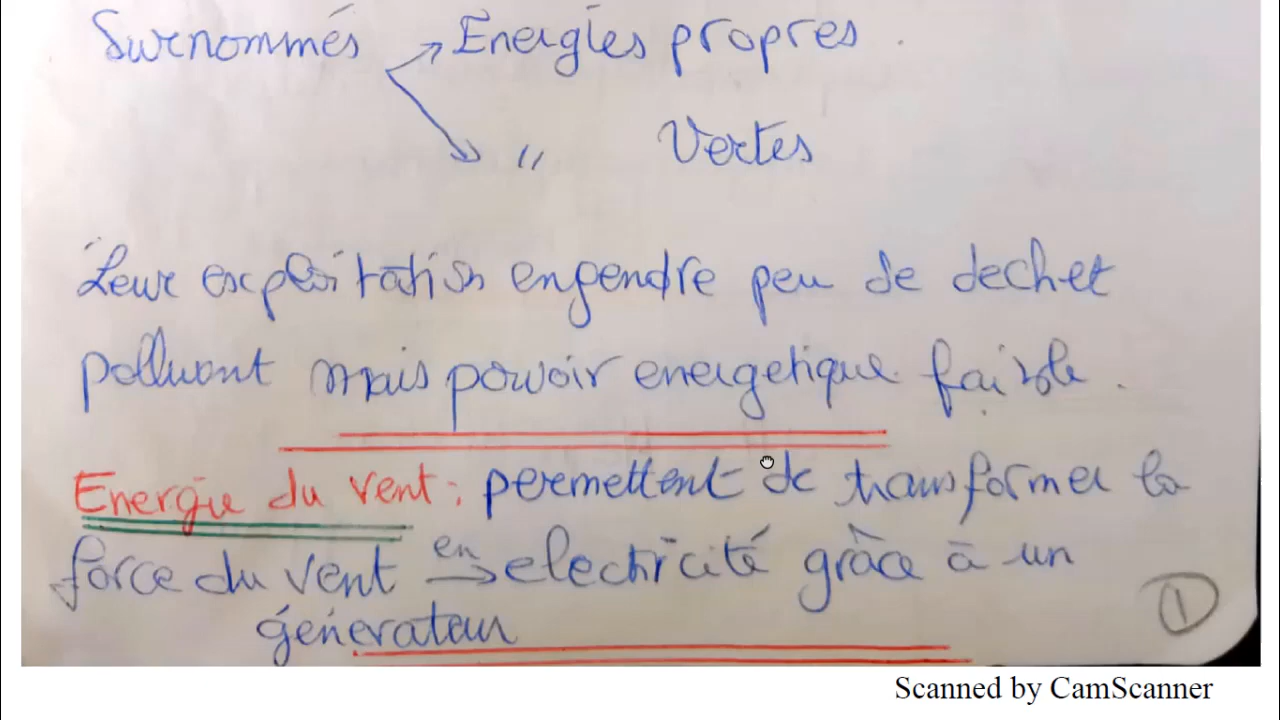 Surnommés Energies propres.
" Vertes
Leur exploitation engendre peu de dechet
polluant mais pouvoir energetique faible.
Energie du vent: permettent de transformer la
force du vent en → electricité grâce à un
générateur
1
Scanned by CamScanner